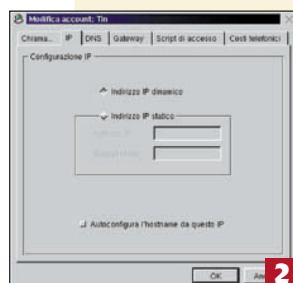 Modifica account: Tin
Chiama... IP DNS Gateway Script di accesso Costi telefonici
Configurazione IP
Indirizzo IP dinamico
Indirizzo IP statico
Autoconfigura l'hostname da questo IP
OK
2